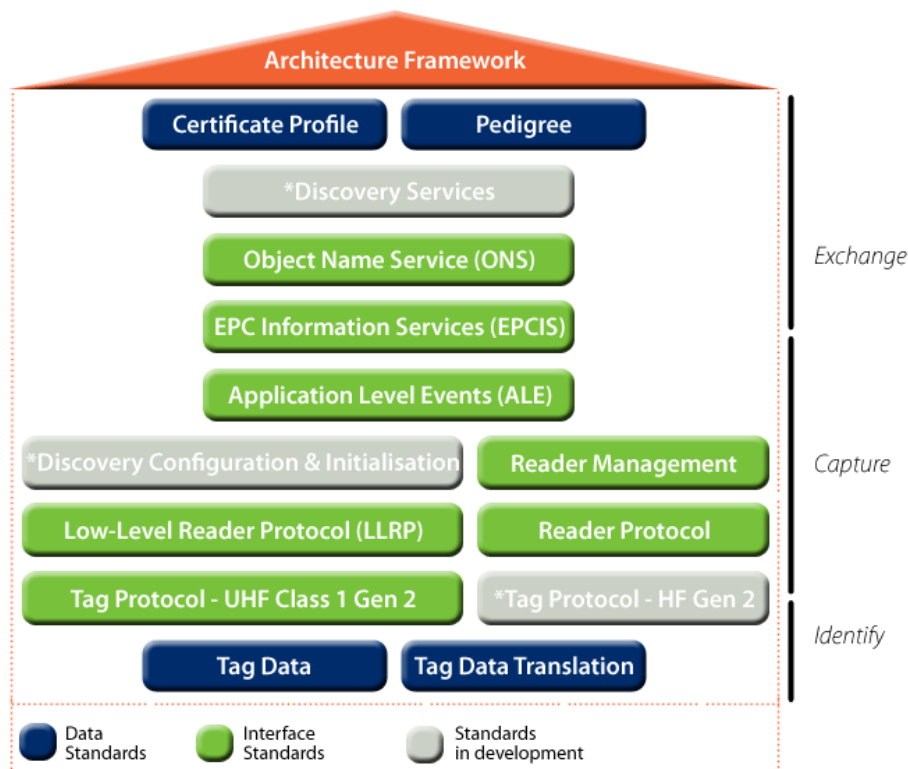 Architecture Framework
Certificate Profile
Pedigree
*Discovery Services
Object Name Service (ONS)
Exchange
EPC Information Services (EPCIS)
Application Level Events (ALE)
*Discovery Configuration & Initialisation
Reader Management
Capture
Low-Level Reader Protocol (LLRP)
Reader Protocol
Tag Protocol - UHF Class 1 Gen 2
*Tag Protocol - HF Gen 2
Identify
Tag Data
Tag Data Translation
Data
Standards
Interface
Standards
Standards
in development